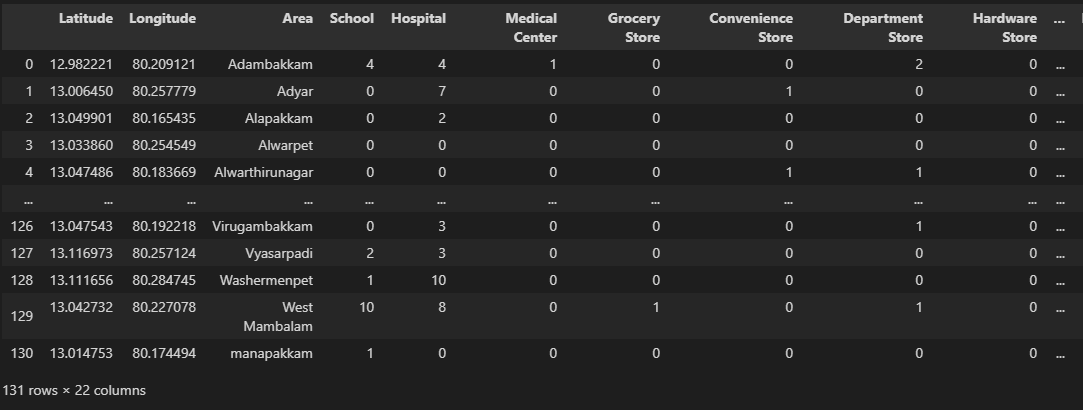 Latitude Longitude Area School Hospital Medical Center Grocery Store Convenience Store Department Store Hardware Store ...
0 12.982221 80.209121 Adambakkam 4 4 1 0 0 2 0 ...
1 13.006450 80.257779 Adyar 0 7 0 0 1 0 0 ...
2 13.049901 80.165435 Alapakkam 0 2 0 0 0 0 0 ...
3 13.033860 80.254549 Alwarpet 0 0 0 0 0 0 0 ...
4 13.047486 80.183669 Alwarthirunagar 0 0 0 0 1 1 0 ...
... ... ... ... ... ... ... ... ... ... ... ...
126 13.047543 80.192218 Virugambakkam 0 3 0 0 0 1 0 ...
127 13.116973 80.257124 Vyasarpadi 2 3 0 0 0 0 0 ...
128 13.111656 80.284745 Washermenpet 1 10 0 0 0 0 0 ...
129 13.042732 80.227078 West Mambalam 10 8 0 1 0 1 0 ...
130 13.014753 80.174494 manapakkam 1 0 0 0 0 0 0 ...
131 rows × 22 columns